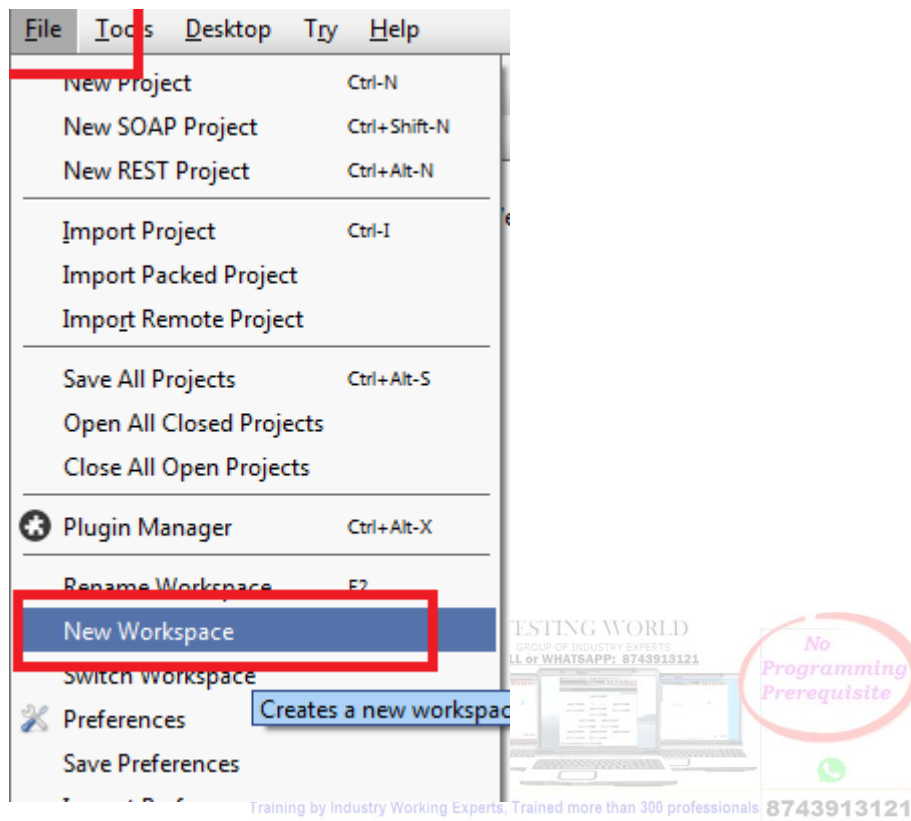 File Tools Desktop Try Help
New Project Ctrl-N
New SOAP Project Ctrl+Shift-N
New REST Project Ctrl+Alt-N
Import Project Ctrl-I
Import Packed Project
Import Remote Project
Save All Projects Ctrl+Alt-S
Open All Closed Projects
Close All Open Projects
Plugin Manager Ctrl+Alt-X
Rename Workspace F2
New Workspace
Switch Workspace
Creates a new workspac
Preferences
Save Preferences
TESTING WORLD
GROUP OF INDUSTRY EXPERTS
LL or WHATSAPP: 8743913121
No
Programming
Prerequisite
Training by Industry Working Experts, Trained more than 300 professionals 8743913121